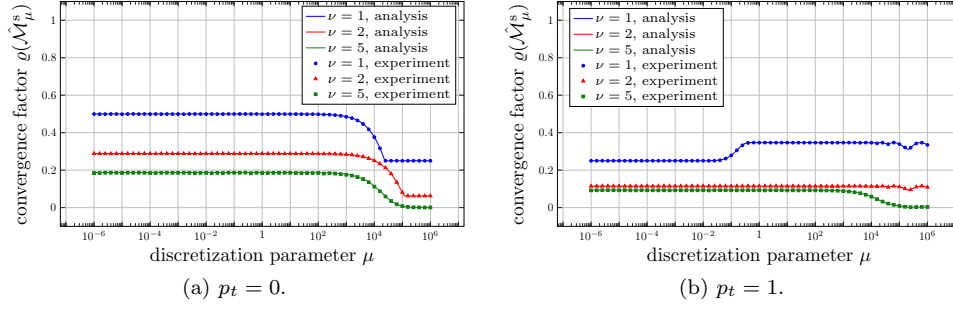 convergence factor ϱ(ℳ̂ˢ_μ)
1
0.8
0.6
0.4
0.2
0
ν = 1, analysis
ν = 2, analysis
ν = 5, analysis
ν = 1, experiment
ν = 2, experiment
ν = 5, experiment
10⁻⁶ 10⁻⁴ 10⁻² 1 10² 10⁴ 10⁶
discretization parameter μ
(a) pₜ = 0.
convergence factor ϱ(ℳ̂ˢ_μ)
1
0.8
0.6
0.4
0.2
0
ν = 1, analysis
ν = 2, analysis
ν = 5, analysis
ν = 1, experiment
ν = 2, experiment
ν = 5, experiment
10⁻⁶ 10⁻⁴ 10⁻² 1 10² 10⁴ 10⁶
discretization parameter μ
(b) pₜ = 1.